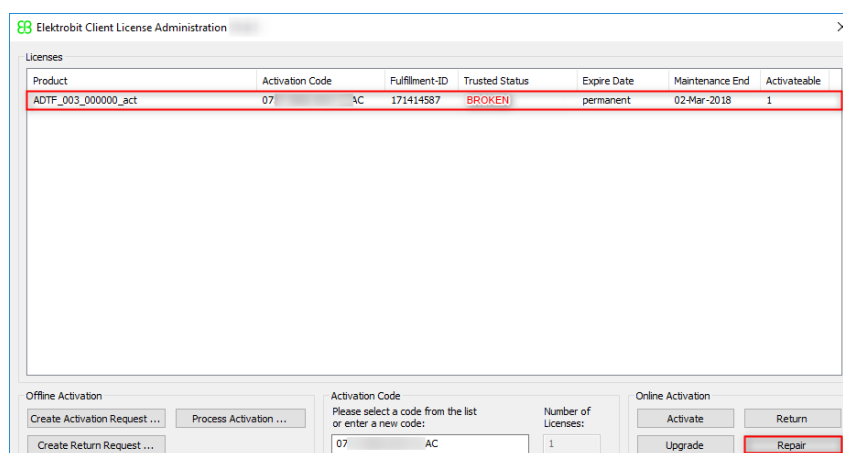 Elektrobit Client License Administration
Licenses
Product Activation Code Fulfillment-ID Trusted Status Expire Date Maintenance End Activateable
ADTF_003_000000_act 07 AC 171414587 BROKEN permanent 02-Mar-2018 1
Offline Activation Activation Code Online Activation
Create Activation Request ... Process Activation ... Please select a code from the list or enter a new code: Number of Licenses: Activate Return
Create Return Request ... 07 AC 1 Upgrade Repair